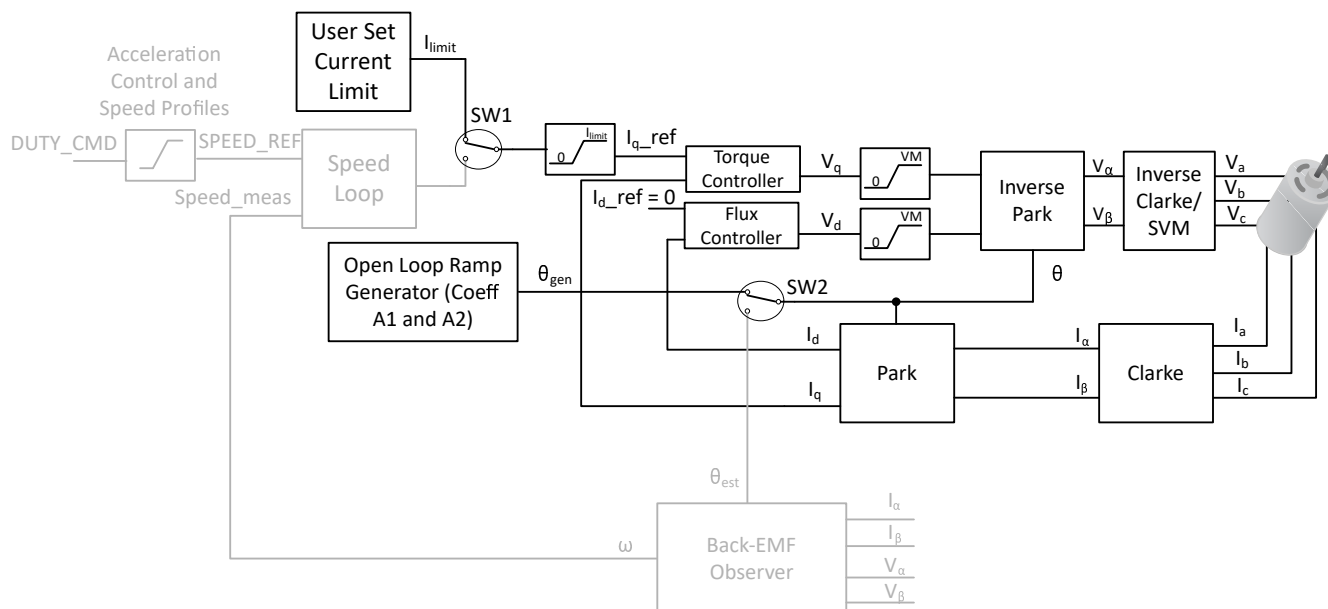 User Set
Current
Limit
I_limit
Acceleration
Control and
Speed Profiles
DUTY_CMD
SPEED_REF
Speed_meas
Speed
Loop
SW1
0
I_limit
I_q_ref
Torque
Controller
V_q
VM
0
I_d_ref = 0
Flux
Controller
V_d
VM
0
Inverse
Park
V_α
V_β
Inverse
Clarke/
SVM
V_a
V_b
V_c
Open Loop Ramp
Generator (Coeff
A1 and A2)
θ_gen
SW2
θ
I_d
I_q
Park
I_α
I_β
Clarke
I_a
I_b
I_c
θ_est
ω
Back-EMF
Observer
I_α
I_β
V_α
V_β